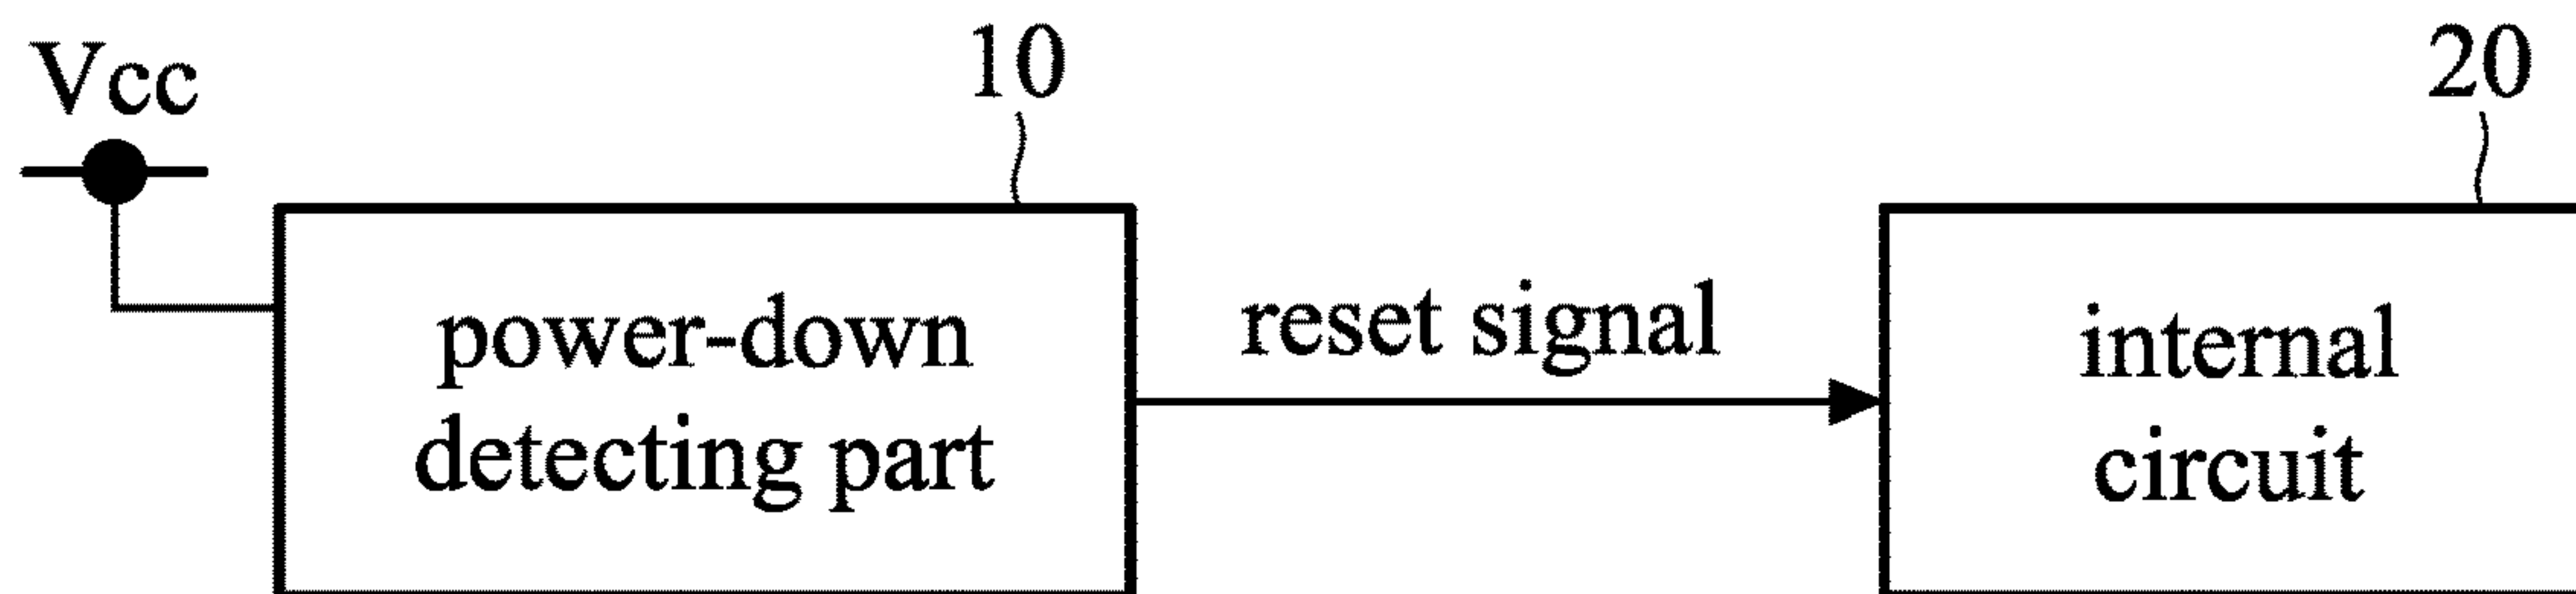 Vcc
10
20
power-down
detecting part
reset signal
internal
circuit